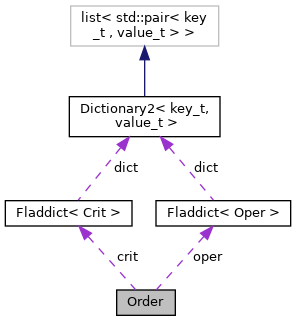 list< std::pair< key
_t , value_t > >
Dictionary2< key_t,
value_t >
dict
dict
Fladdict< Crit >
Fladdict< Oper >
crit
oper
Order